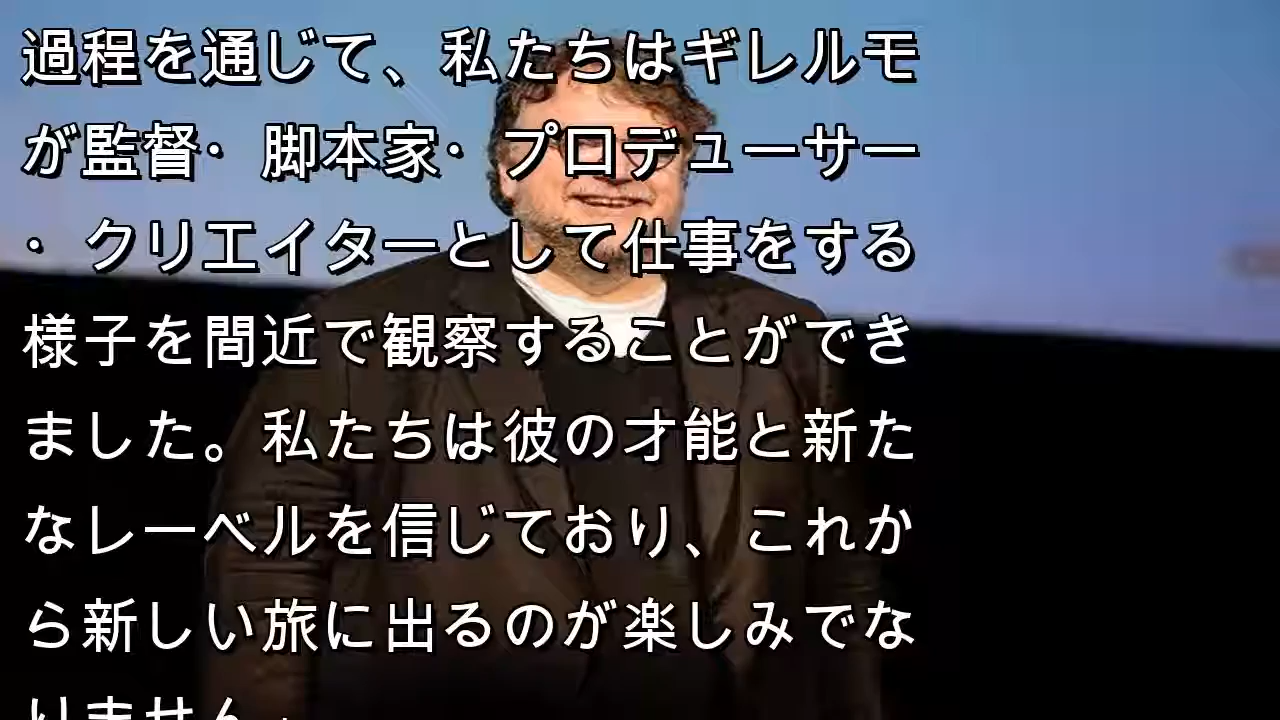 過程を通じて、私たちはギレルモ
が監督・脚本家・プロデューサー
・クリエイターとして仕事をする
様子を間近で観察することができ
ました。私たちは彼の才能と新た
なレーベルを信じており、これか
ら新しい旅に出るのが楽しみでな
りません」